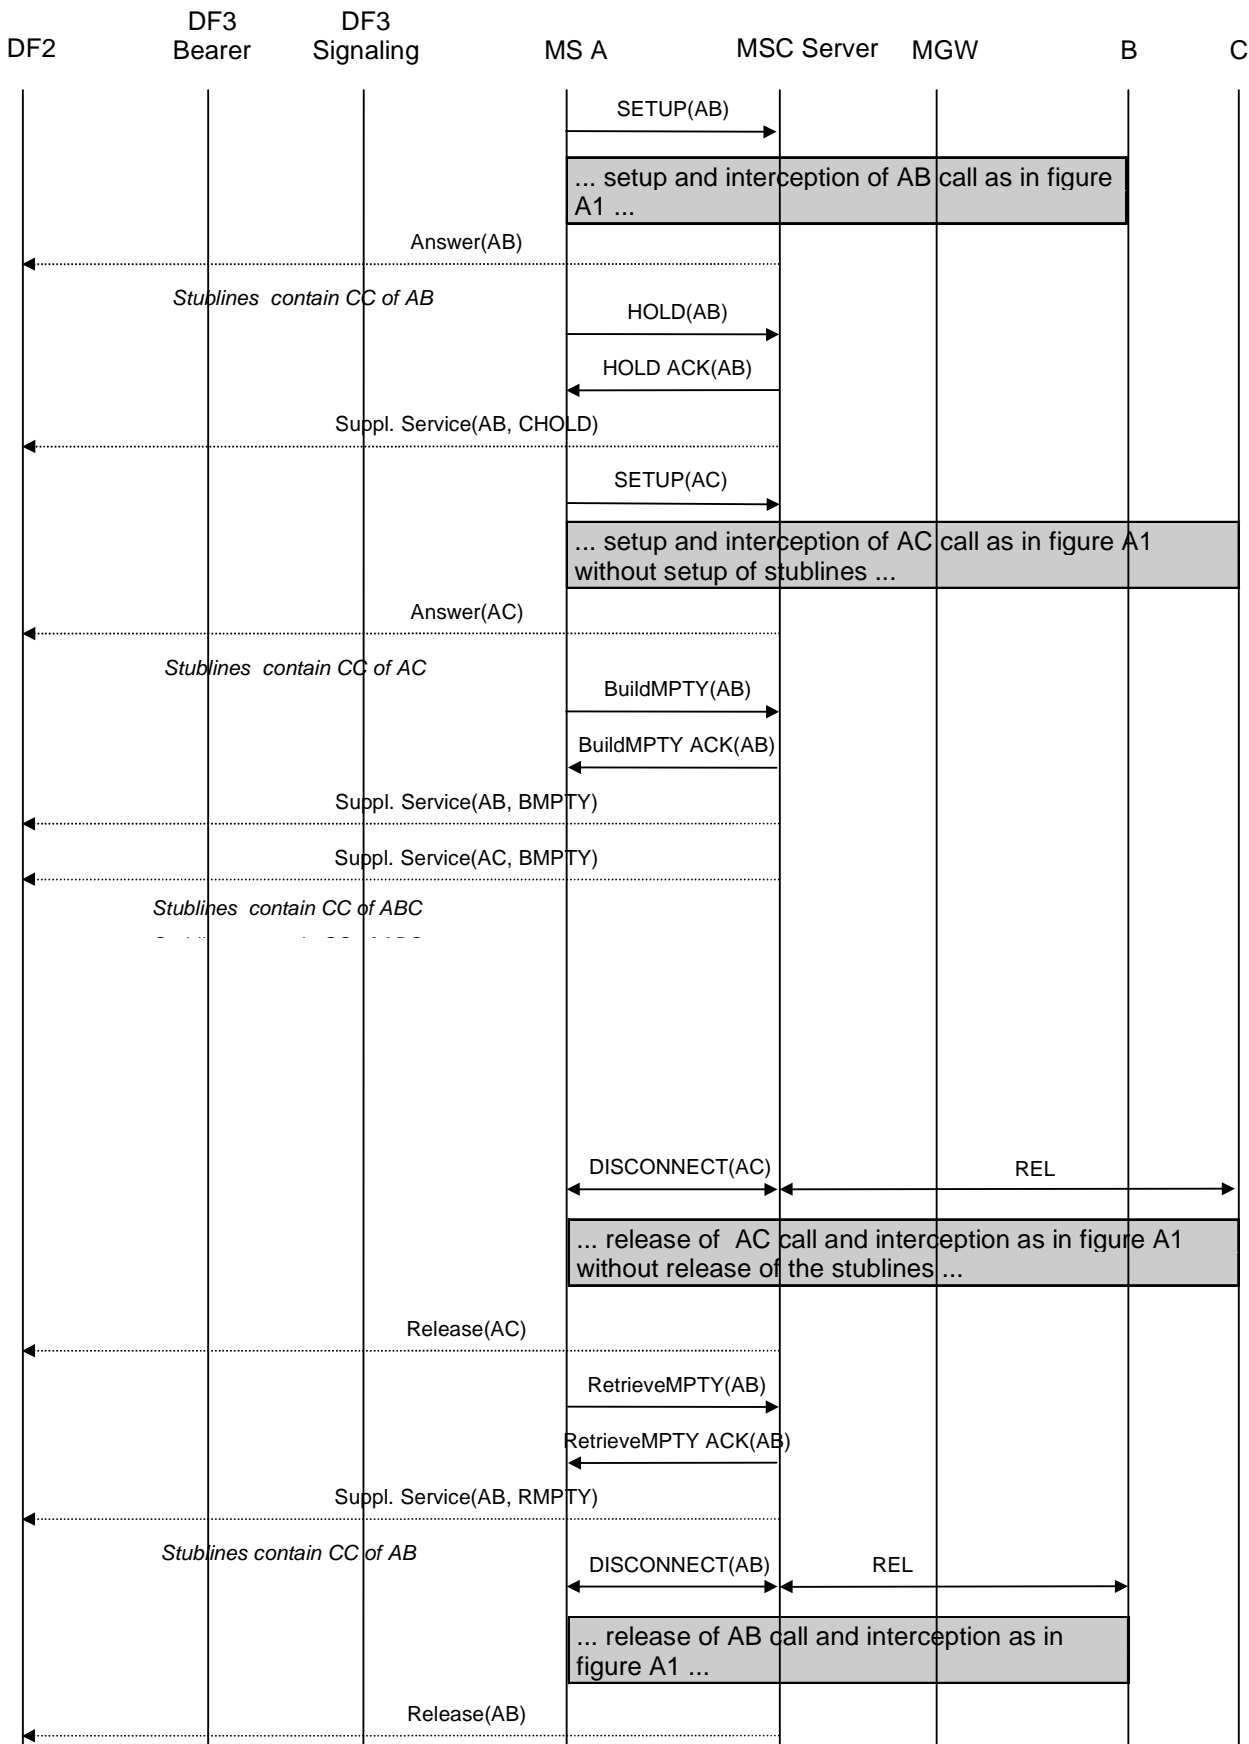 DF2
DF3
Bearer
DF3
Signaling
MS A
MSC Server
MGW
B
C
SETUP(AB)
... setup and interception of AB call as in figure
A1 ...
Answer(AB)
Stublines contain CC of AB
HOLD(AB)
HOLD ACK(AB)
Suppl. Service(AB, CHOLD)
SETUP(AC)
... setup and interception of AC call as in figure A1
without setup of stublines ...
Answer(AC)
Stublines contain CC of AC
BuildMPTY(AB)
BuildMPTY ACK(AB)
Suppl. Service(AB, BMPTY)
Suppl. Service(AC, BMPTY)
Stublines contain CC of ABC
DISCONNECT(AC)
REL
... release of AC call and interception as in figure A1
without release of the stublines ...
Release(AC)
RetrieveMPTY(AB)
RetrieveMPTY ACK(AB)
Suppl. Service(AB, RMPTY)
Stublines contain CC of AB
DISCONNECT(AB)
REL
... release of AB call and interception as in
figure A1 ...
Release(AB)